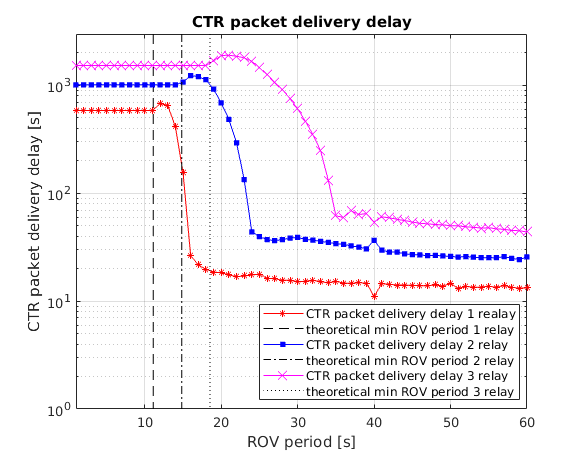 CTR packet delivery delay
CTR packet delivery delay [s]
10^3
10^2
10^1
10^0
CTR packet delivery delay 1 realay
theoretical min ROV period 1 relay
CTR packet delivery delay 2 relay
theoretical min ROV period 2 relay
CTR packet delivery delay 3 relay
theoretical min ROV period 3 relay
10 20 30 40 50 60
ROV period [s]